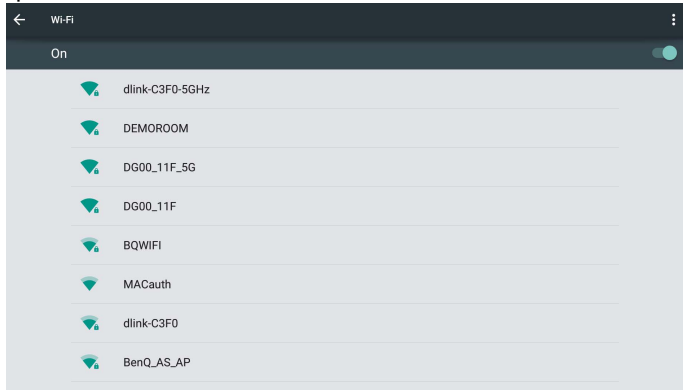 Wi-Fi
On
dlink-C3F0-5GHz
DEMOROOM
DG00_11F_5G
DG00_11F
BQWIFI
MACauth
dlink-C3F0
BenQ_AS_AP